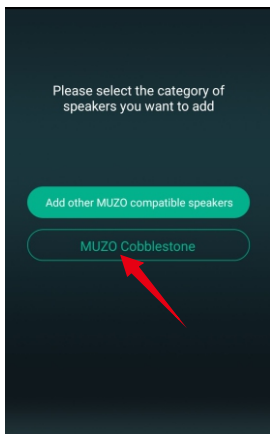 Please select the category of
speakers you want to add
Add other MUZO compatible speakers
MUZO Cobblestone